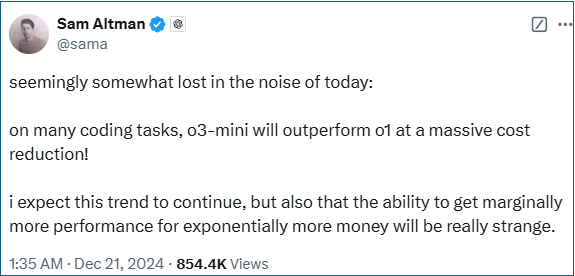 Sam Altman
@sama
seemingly somewhat lost in the noise of today:
on many coding tasks, o3-mini will outperform o1 at a massive cost
reduction!
i expect this trend to continue, but also that the ability to get marginally
more performance for exponentially more money will be really strange.
1:35 AM · Dec 21, 2024 · 854.4K Views